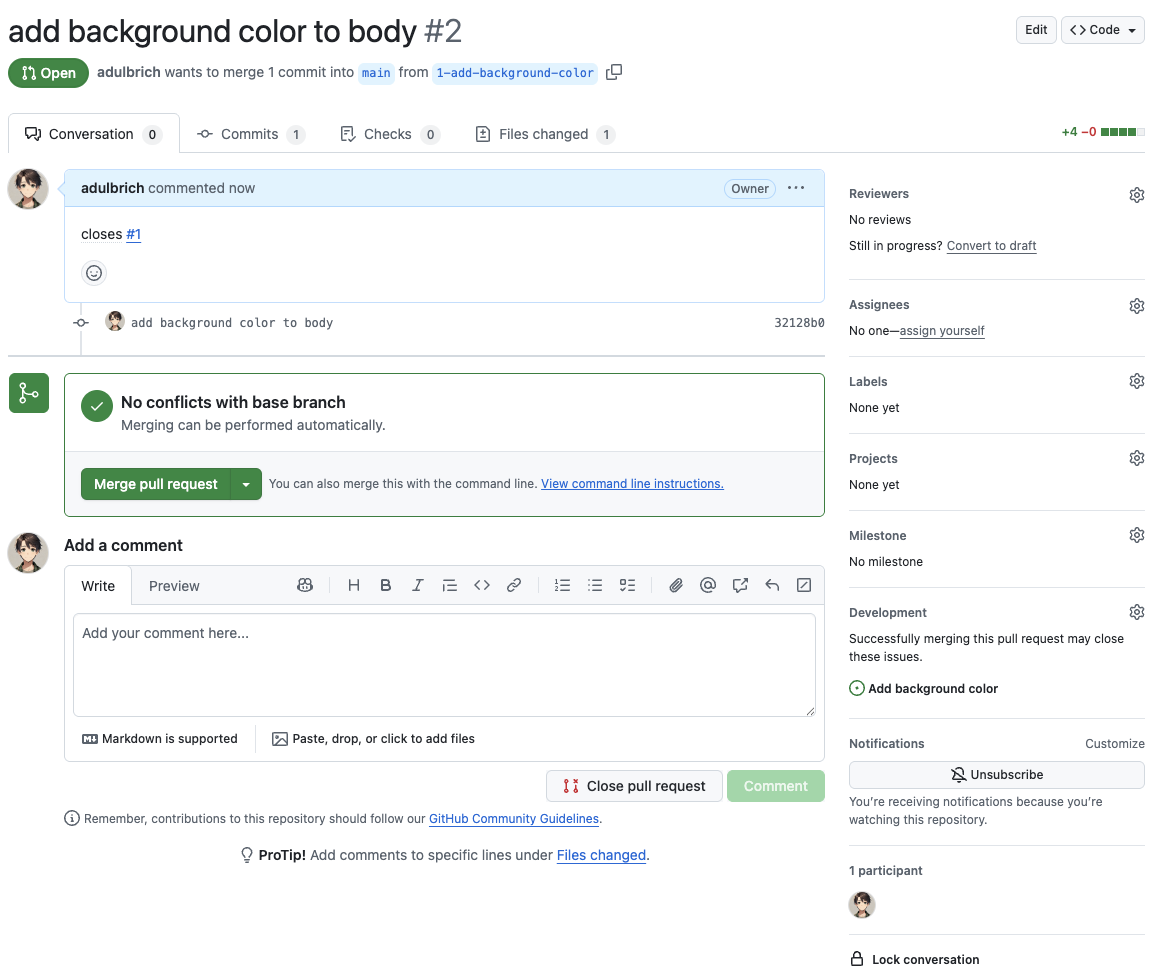 add background color to body #2
Edit
Code
Open
adulbrich wants to merge 1 commit into main from 1-add-background-color
Conversation 0
Commits 1
Checks 0
Files changed 1
+4 −0
adulbrich commented now
Owner
closes #1
add background color to body
32128b0
No conflicts with base branch
Merging can be performed automatically.
Merge pull request
You can also merge this with the command line. View command line instructions.
Add a comment
Write
Preview
Add your comment here...
Markdown is supported
Paste, drop, or click to add files
Close pull request
Comment
Remember, contributions to this repository should follow our GitHub Community Guidelines.
ProTip! Add comments to specific lines under Files changed.
Reviewers
No reviews
Still in progress? Convert to draft
Assignees
No one—assign yourself
Labels
None yet
Projects
None yet
Milestone
No milestone
Development
Successfully merging this pull request may close
these issues.
Add background color
Notifications
Customize
Unsubscribe
You're receiving notifications because you're
watching this repository.
1 participant
Lock conversation